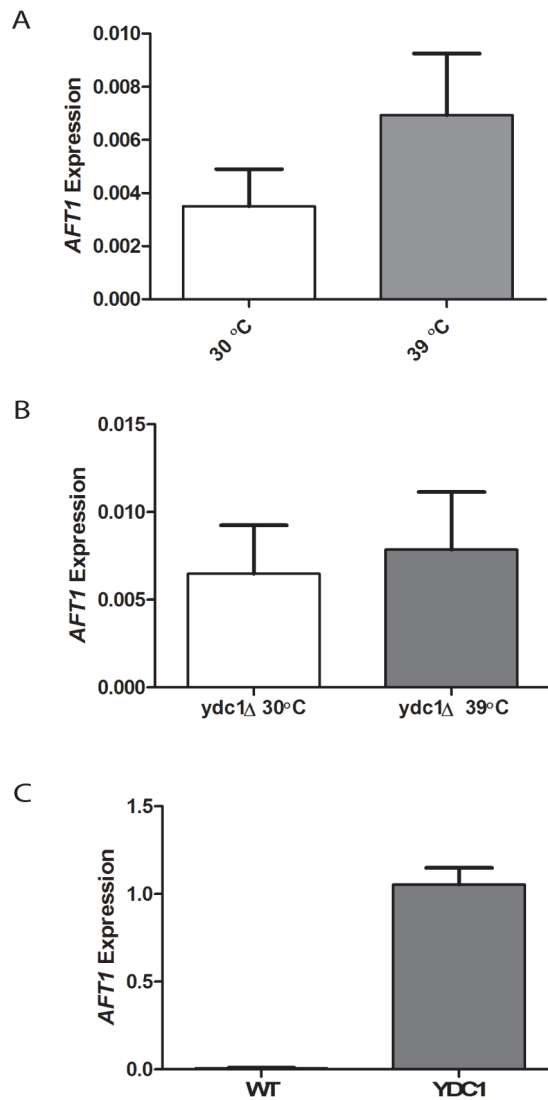 A
AFT1 Expression
0.010
0.008
0.006
0.004
0.002
0.000
30 °C
39 °C
B
AFT1 Expression
0.015
0.010
0.005
0.000
ydc1Δ 30°C
ydc1Δ 39°C
C
AFT1 Expression
1.5
1.0
0.5
0.0
WT
YDC1